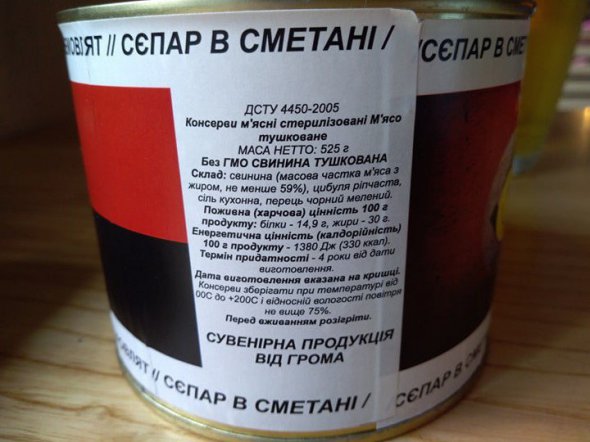 ЯТ // СЄПАР В СМЕТАНІ /
СЄПАР В СМЕТАН
ДСТУ 4450-2005
Консерви м'ясні стерилізовані М'ясо
тушковане
МАСА НЕТТО: 525 г
Без ГМО СВИНИНА ТУШКОВАНА
Склад: свинина (масова частка м'яса з
жиром, не менше 59%), цибуля ріпчаста,
сіль кухонна, перець чорний мелений.
Поживна (харчова) цінність 100 г
продукту: білки - 14,9 г, жири - 30 г.
Енергетична цінність (калдорійність)
100 г продукту - 1380 Дж (330 ккал).
Термін придатності - 4 роки від дати
виготовлення.
Дата виготовлення вказана на кришці.
Консерви зберігати при температурі від
00С до +200С і відносній вологості повітря
не вище 75%.
Перед вживанням розігріти.
СУВЕНІРНА ПРОДУКЦІЯ
ВІД ГРОМА
// СЄПАР В СМЕТАНІ /
СЄПАР В